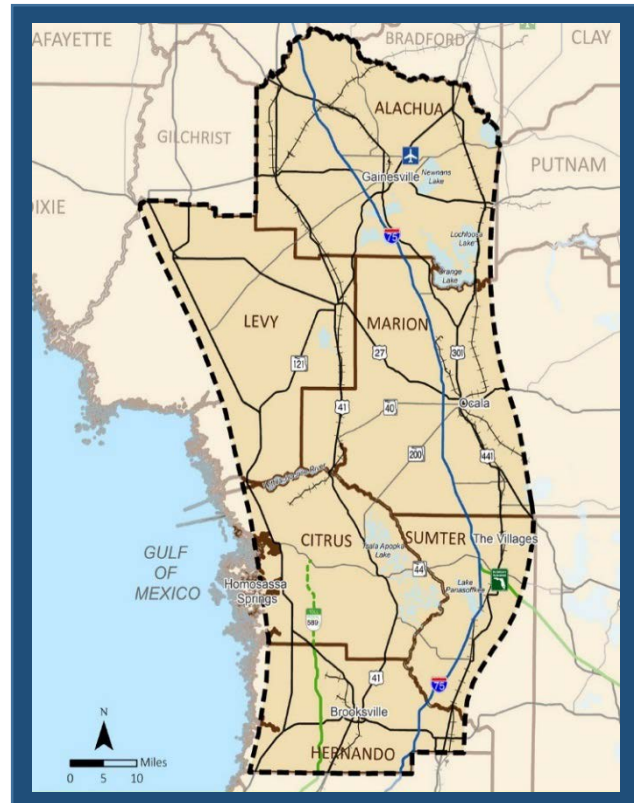 AFAYETTE
BRADFORD
CLAY
ALACHUA
GILCHRIST
Gainesville
Newnans
Lake
PUTNAM
DIXIE
75
Lochloosa
Lake
Orange
Lake
LEVY
MARION
121
27
301
41
40
Ocala
200
441
Withlacoochee River
CITRUS
SUMTER
The Villages
Tsala Apopka
Lake
GULF
OF
MEXICO
Homosassa
Springs
44
Lake
Panasoffkee
589
41
75
Brooksville
HERNANDO
N
Miles
0 5 10